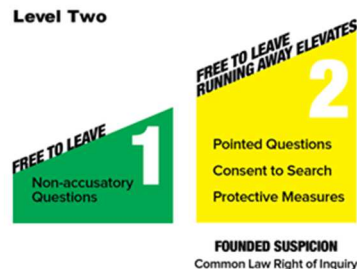 Level Two
FREE TO LEAVE
1
Non-accusatory
Questions
FREE TO LEAVE
RUNNING AWAY ELEVATES
2
Pointed Questions
Consent to Search
Protective Measures
FOUNDED SUSPICION
Common Law Right of Inquiry